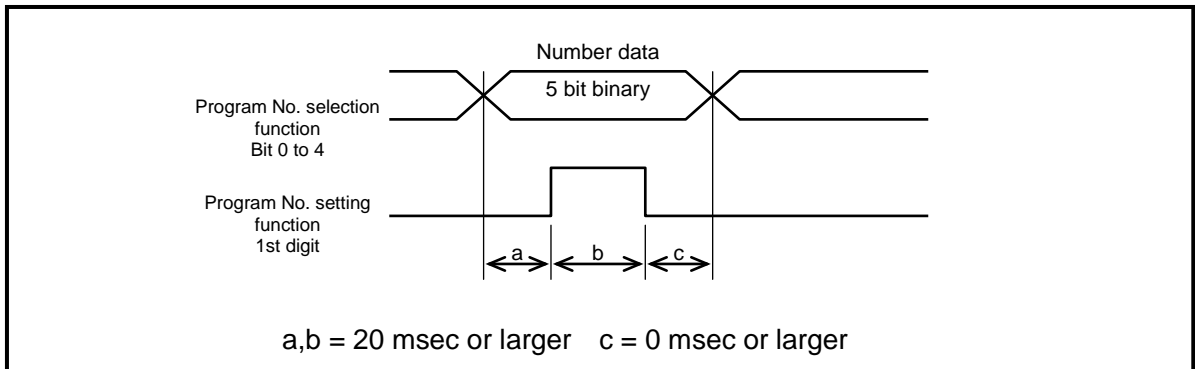 Number data
5 bit binary
Program No. selection
function
Bit 0 to 4
Program No. setting
function
1st digit
a b c
a,b = 20 msec or larger c = 0 msec or larger